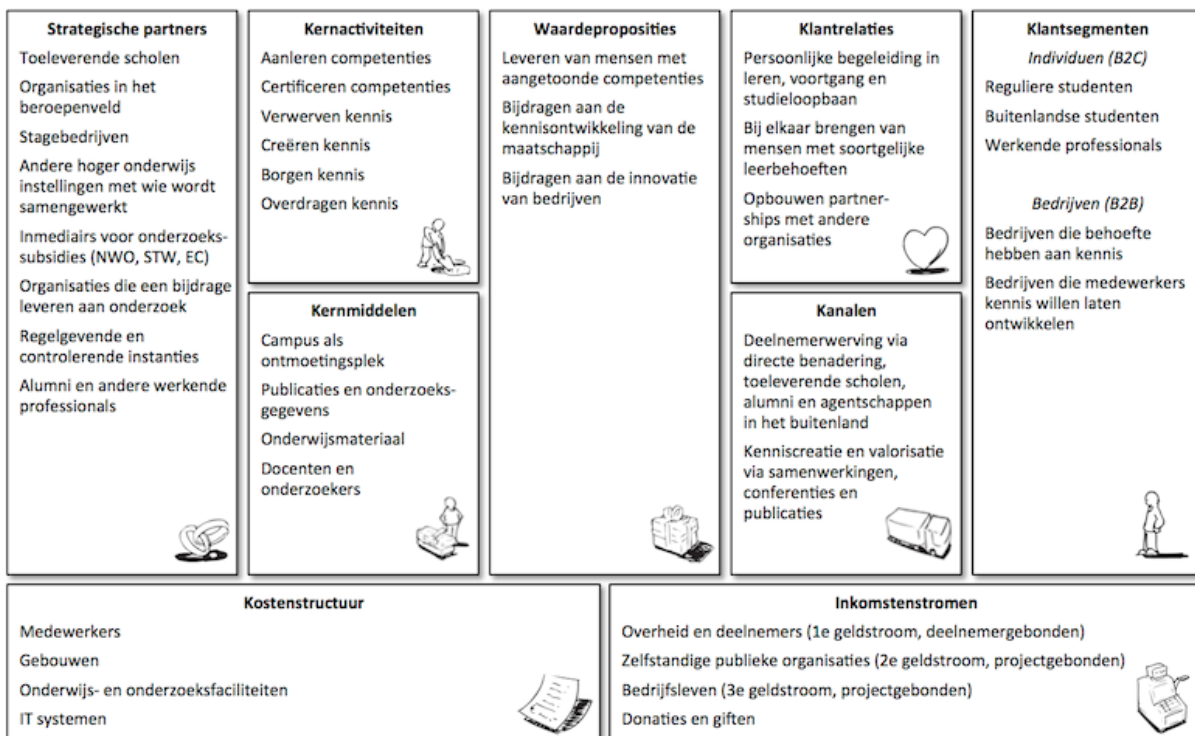 Strategische partners
Toeleverende scholen
Organisaties in het
beroepenveld
Stagebedrijven
Andere hoger onderwijs
instellingen met wie wordt
samengewerkt
Inmediairs voor onderzoeks-
subsidies (NWO, STW, EC)
Organisaties die een bijdrage
leveren aan onderzoek
Regelgevende en
controlerende instanties
Alumni en andere werkende
professionals
Kernactiviteiten
Aanleren competenties
Certificeren competenties
Verwerven kennis
Creëren kennis
Borgen kennis
Overdragen kennis
Kernmiddelen
Campus als
ontmoetingsplek
Publicaties en onderzoeks-
gegevens
Onderwijsmateriaal
Docenten en
onderzoekers
Waardeproposities
Leveren van mensen met
aangetoonde competenties
Bijdragen aan de
kennisontwikkeling van de
maatschappij
Bijdragen aan de innovatie
van bedrijven
Klantrelaties
Persoonlijke begeleiding in
leren, voortgang en
studieloopbaan
Bij elkaar brengen van
mensen met soortgelijke
leerbehoeften
Opbouwen partner-
ships met andere
organisaties
Kanalen
Deelnemerwerving via
directe benadering,
toeleverende scholen,
alumni en agentschappen
in het buitenland
Kenniscreatie en valorisatie
via samenwerkingen,
conferenties en
publicaties
Klantsegmenten
Individuen (B2C)
Reguliere studenten
Buitenlandse studenten
Werkende professionals
Bedrijven (B2B)
Bedrijven die behoefte
hebben aan kennis
Bedrijven die medewerkers
kennis willen laten
ontwikkelen
Kostenstructuur
Medewerkers
Gebouwen
Onderwijs- en onderzoeksfaciliteiten
IT systemen
Inkomstenstromen
Overheid en deelnemers (1e geldstroom, deelnemergebonden)
Zelfstandige publieke organisaties (2e geldstroom, projectgebonden)
Bedrijfsleven (3e geldstroom, projectgebonden)
Donaties en giften